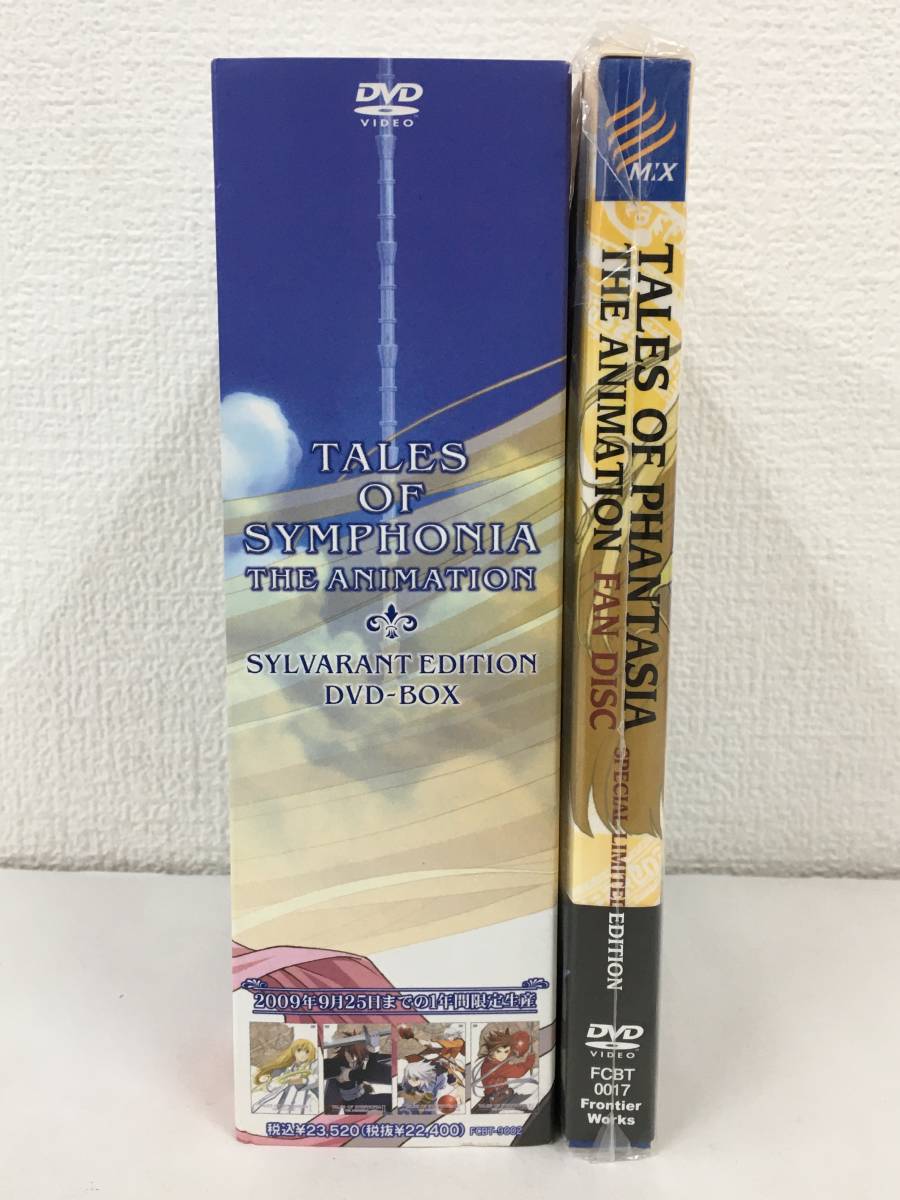 DVD
VIDEO
TALES
OF
SYMPHONIA
THE ANIMATION
SYLVARANT EDITION
DVD-BOX
2009年9月25日までの1年間限定生産
税込¥23,520(税抜¥22,400) FCBT-9002
M!X
TALES OF PHANTASIA
THE ANIMATION FAN DISC
SPECIAL LIMITED EDITION
DVD
VIDEO
FCBT
0017
Frontier
Works